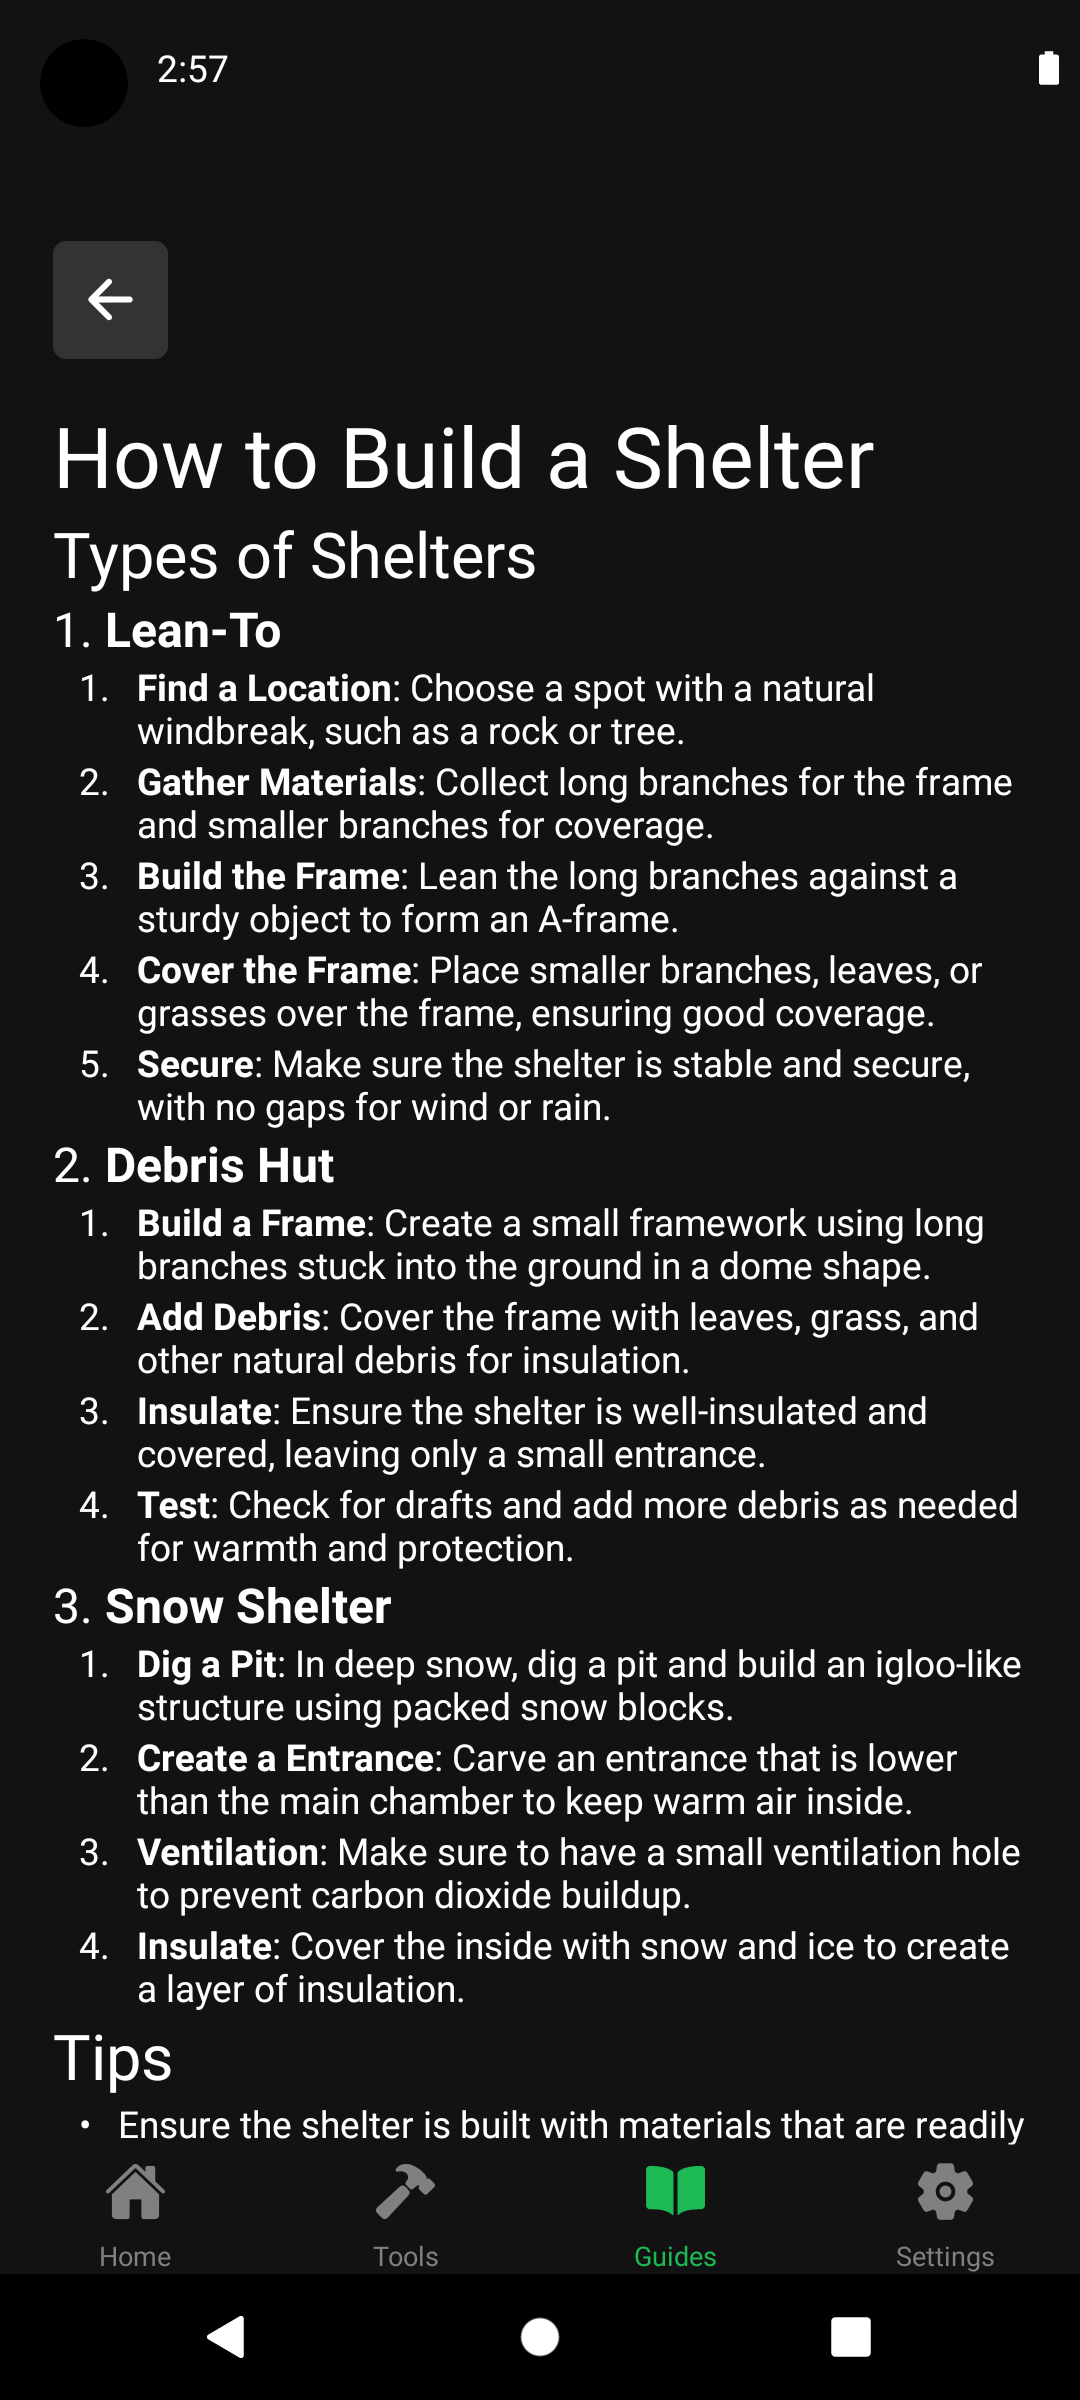 2:57
How to Build a Shelter
Types of Shelters
1. Lean-To
1. Find a Location: Choose a spot with a natural
windbreak, such as a rock or tree.
2. Gather Materials: Collect long branches for the frame
and smaller branches for coverage.
3. Build the Frame: Lean the long branches against a
sturdy object to form an A-frame.
4. Cover the Frame: Place smaller branches, leaves, or
grasses over the frame, ensuring good coverage.
5. Secure: Make sure the shelter is stable and secure,
with no gaps for wind or rain.
2. Debris Hut
1. Build a Frame: Create a small framework using long
branches stuck into the ground in a dome shape.
2. Add Debris: Cover the frame with leaves, grass, and
other natural debris for insulation.
3. Insulate: Ensure the shelter is well-insulated and
covered, leaving only a small entrance.
4. Test: Check for drafts and add more debris as needed
for warmth and protection.
3. Snow Shelter
1. Dig a Pit: In deep snow, dig a pit and build an igloo-like
structure using packed snow blocks.
2. Create a Entrance: Carve an entrance that is lower
than the main chamber to keep warm air inside.
3. Ventilation: Make sure to have a small ventilation hole
to prevent carbon dioxide buildup.
4. Insulate: Cover the inside with snow and ice to create
a layer of insulation.
Tips
• Ensure the shelter is built with materials that are readily
Home Tools Guides Settings